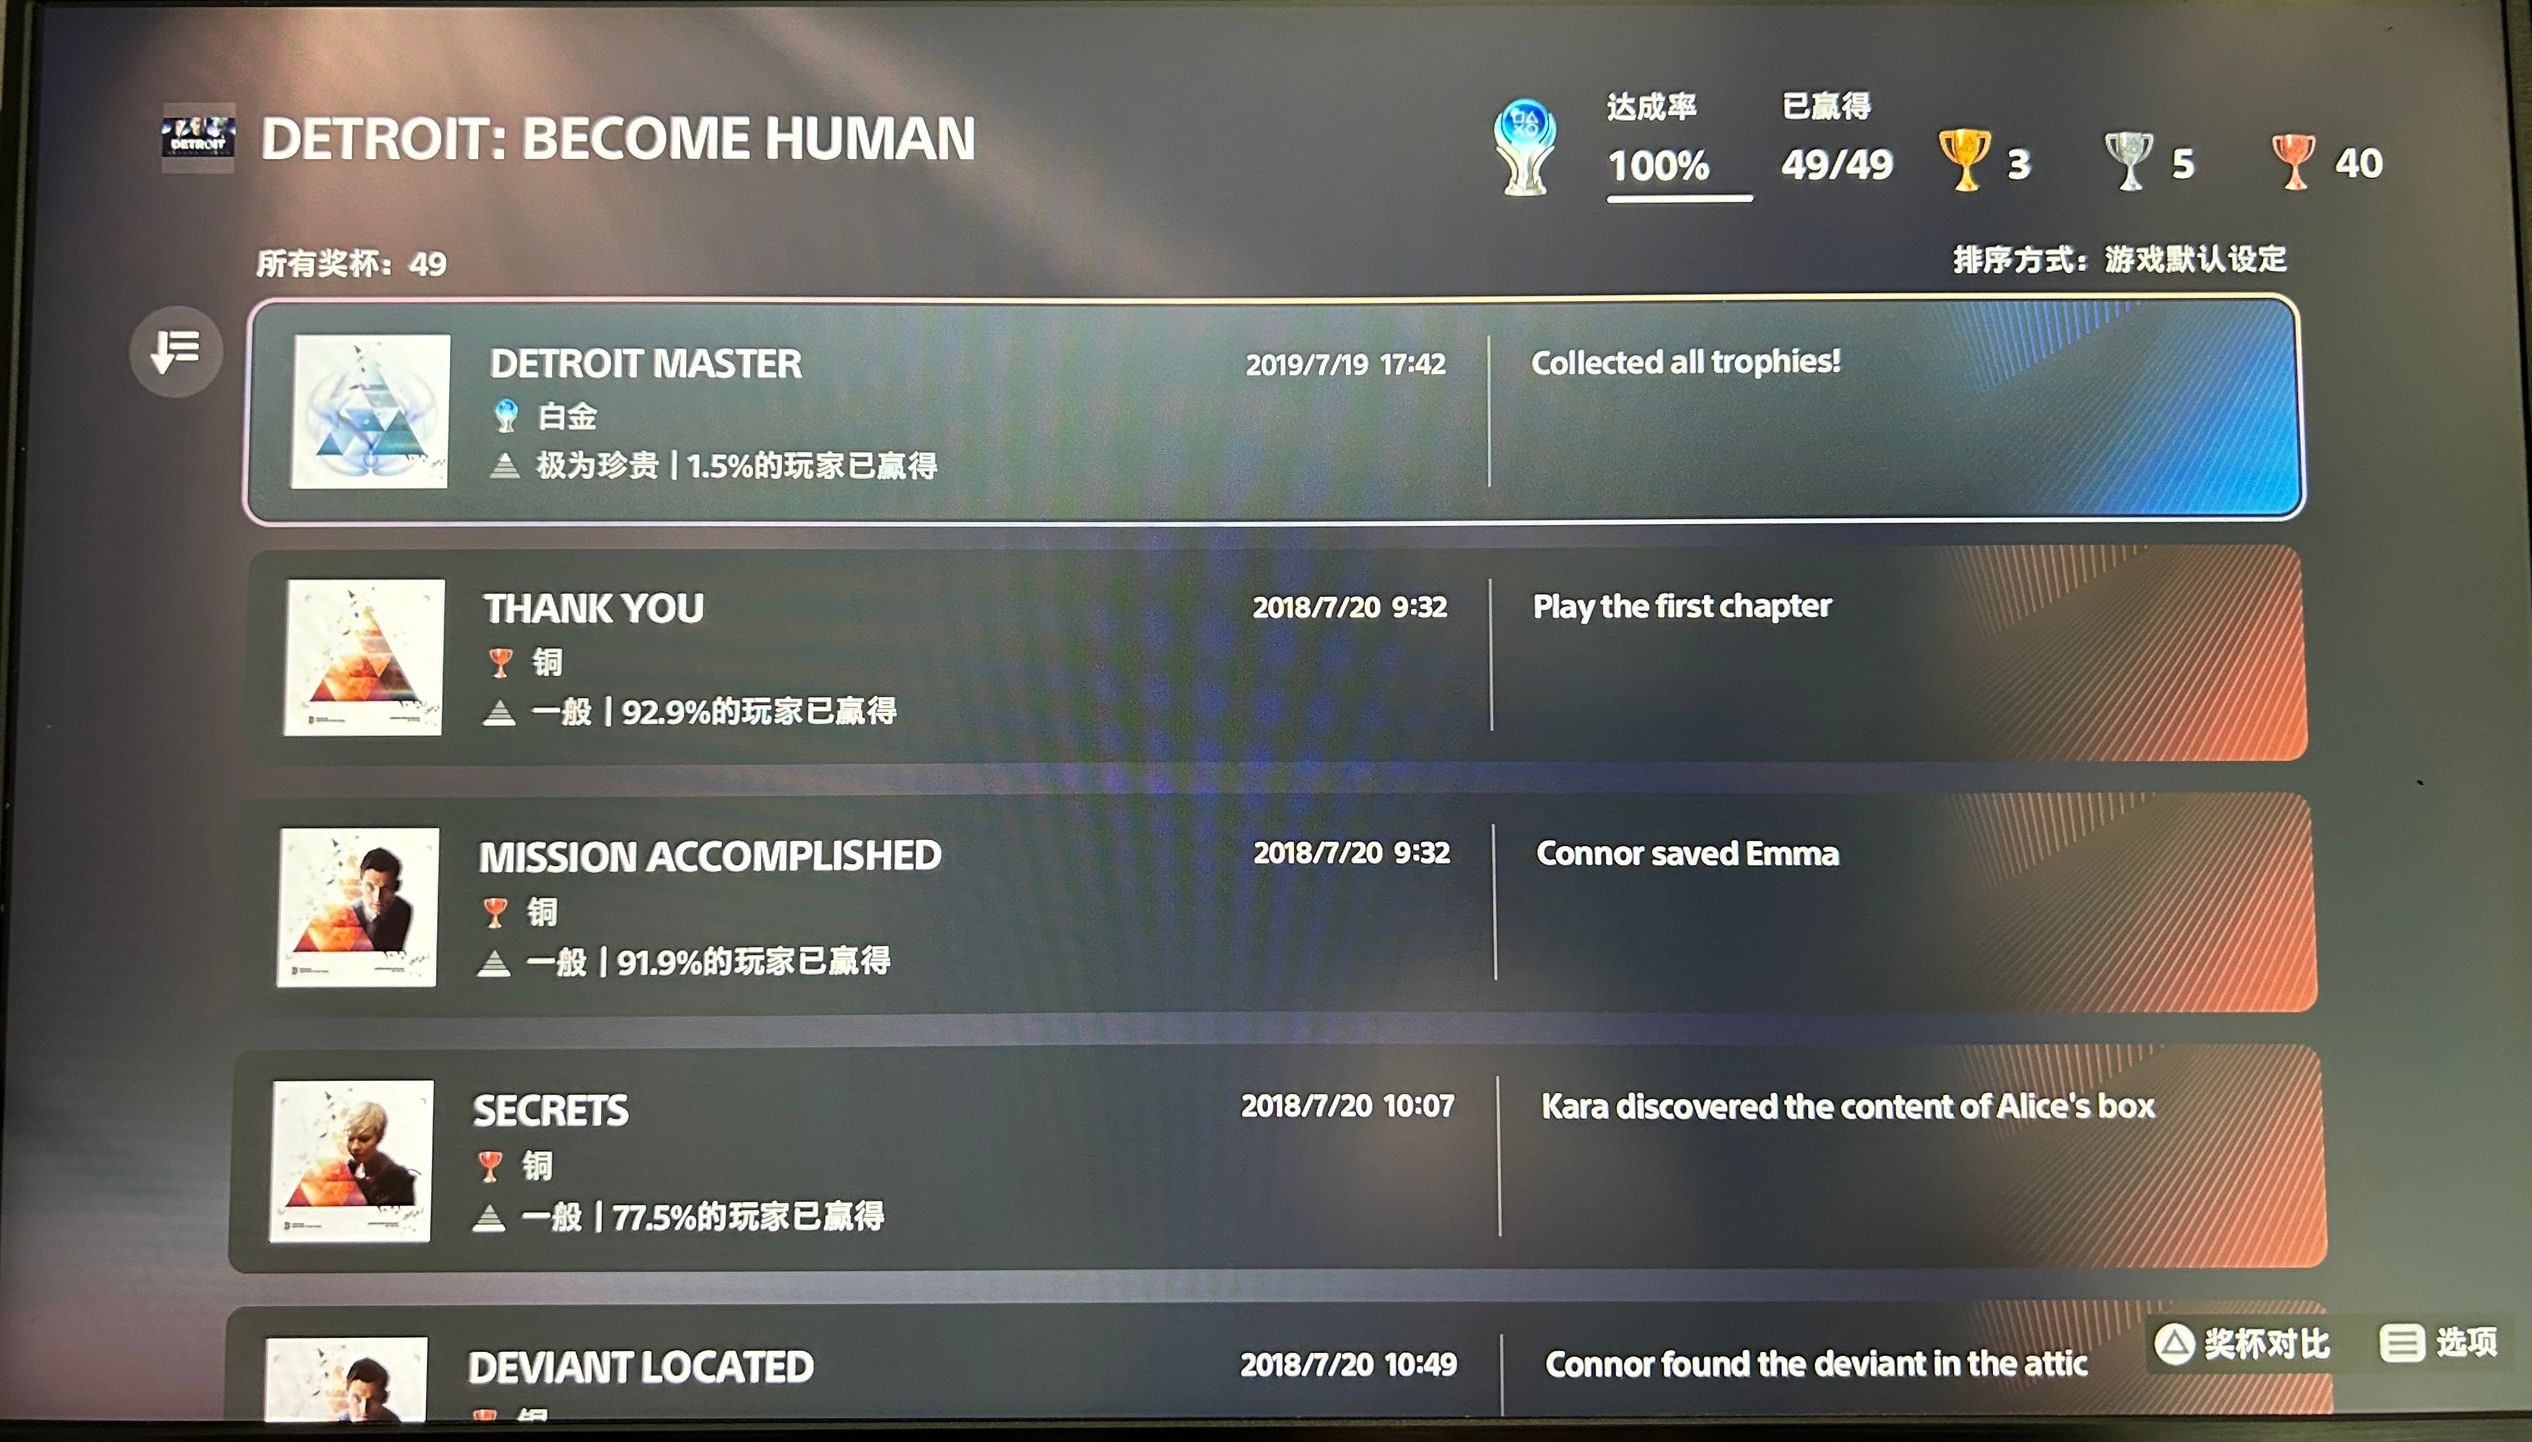 DETROIT
DETROIT: BECOME HUMAN
达成率
100%
已赢得
49/49
3
5
40
所有奖杯：49
排序方式：游戏默认设定
DETROIT MASTER
2019/7/19 17:42
Collected all trophies!
白金
极为珍贵 | 1.5%的玩家已赢得
THANK YOU
2018/7/20 9:32
Play the first chapter
铜
一般 | 92.9%的玩家已赢得
MISSION ACCOMPLISHED
2018/7/20 9:32
Connor saved Emma
铜
一般 | 91.9%的玩家已赢得
SECRETS
2018/7/20 10:07
Kara discovered the content of Alice's box
铜
一般 | 77.5%的玩家已赢得
DEVIANT LOCATED
2018/7/20 10:49
Connor found the deviant in the attic
铜
奖杯对比
选项